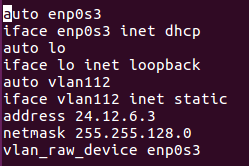 auto enp0s3
iface enp0s3 inet dhcp
auto lo
iface lo inet loopback
auto vlan112
iface vlan112 inet static
address 24.12.6.3
netmask 255.255.128.0
vlan_raw_device enp0s3